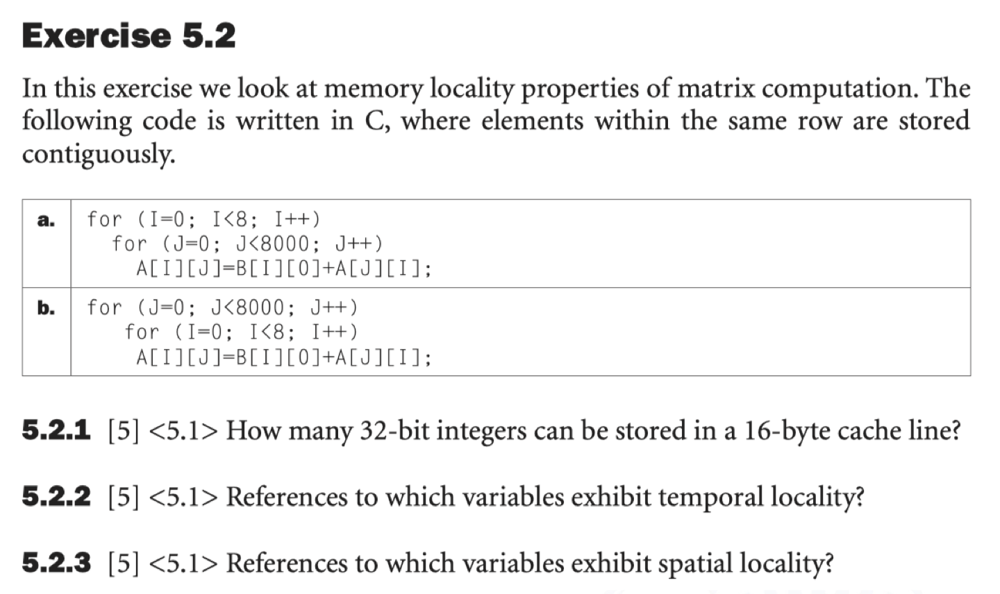 Exercise 5.2
In this exercise we look at memory locality properties of matrix computation. The
following code is written in C, where elements within the same row are stored
contiguously.
a. for (I=0; I<8; I++)
for (J=0; J<8000; J++)
A[I][J]=B[I][0]+A[J][I];
b. for (J=0; J<8000; J++)
for (I=0; I<8; I++)
A[I][J]=B[I][0]+A[J][I];
5.2.1 [5] <5.1> How many 32-bit integers can be stored in a 16-byte cache line?
5.2.2 [5] <5.1> References to which variables exhibit temporal locality?
5.2.3 [5] <5.1> References to which variables exhibit spatial locality?